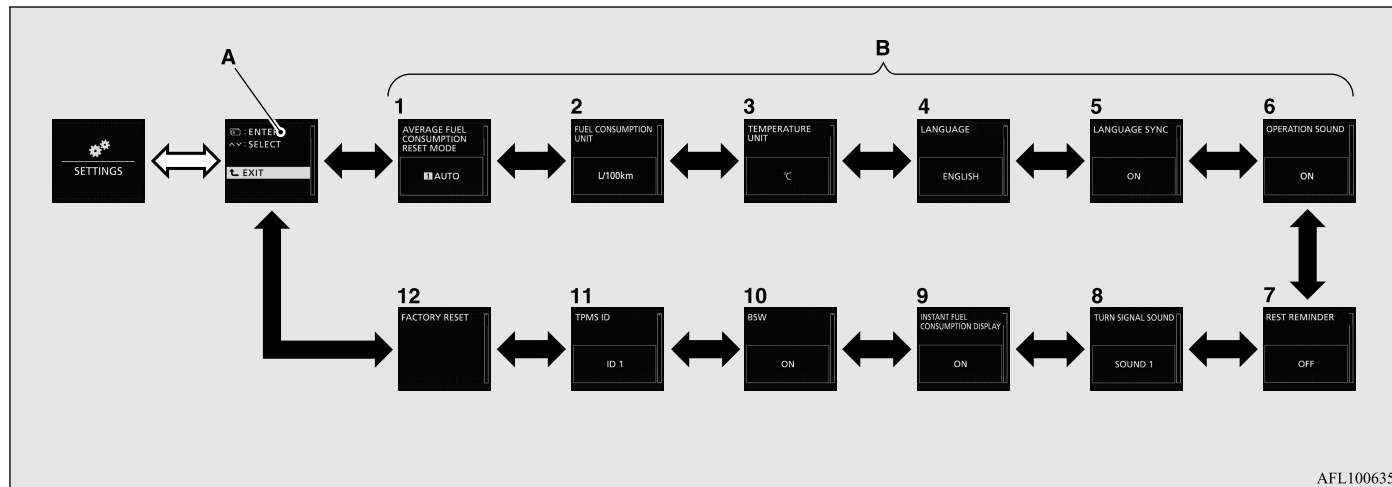 A
B
SETTINGS
: ENTER
: SELECT
EXIT
1
AVERAGE FUEL
CONSUMPTION
RESET MODE
1 AUTO
2
FUEL CONSUMPTION
UNIT
L/100km
3
TEMPERATURE
UNIT
℃
4
LANGUAGE
ENGLISH
5
LANGUAGE SYNC
ON
6
OPERATION SOUND
ON
12
FACTORY RESET
11
TPMS ID
ID 1
10
BSW
ON
9
INSTANT FUEL
CONSUMPTION DISPLAY
ON
8
TURN SIGNAL SOUND
SOUND 1
7
REST REMINDER
OFF
AFL100635